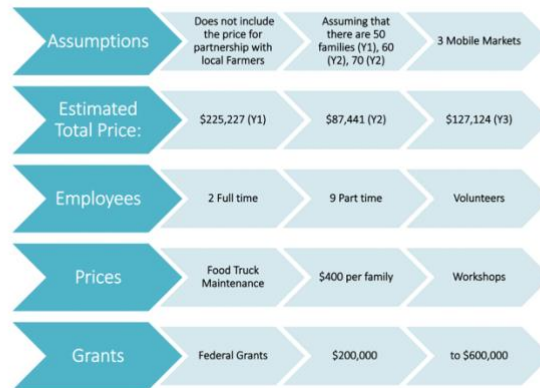 Assumptions
Does not include
the price for
partnership with
local Farmers
Assuming that
there are 50
families (Y1), 60
(Y2), 70 (Y2)
3 Mobile Markets
Estimated
Total Price:
$225,227 (Y1)
$87,441 (Y2)
$127,124 (Y3)
Employees
2 Full time
9 Part time
Volunteers
Prices
Food Truck
Maintenance
$400 per family
Workshops
Grants
Federal Grants
$200,000
to $600,000